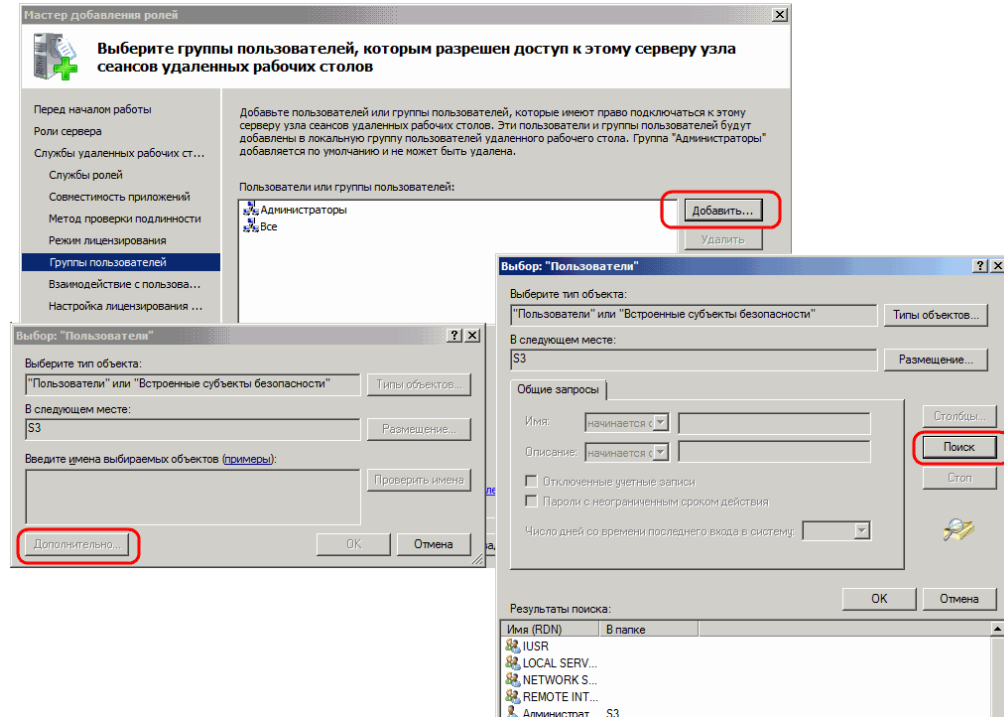 Мастер добавления ролей
Выберите группы пользователей, которым разрешен доступ к этому серверу узла
сеансов удаленных рабочих столов
Перед началом работы
Роли сервера
Службы удаленных рабочих ст...
Службы ролей
Совместимость приложений
Метод проверки подлинности
Режим лицензирования
Группы пользователей
Взаимодействие с пользова...
Настройка лицензирования ...
Добавьте пользователей или группы пользователей, которые имеют право подключаться к этому
серверу узла сеансов удаленных рабочих столов. Эти пользователи и группы пользователей будут
добавлены в локальную группу пользователей удаленного рабочего стола. Группа "Администраторы"
добавляется по умолчанию и не может быть удалена.
Пользователи или группы пользователей:
Администраторы
Все
Добавить...
Удалить
Выбор: "Пользователи"
Выберите тип объекта:
"Пользователи" или "Встроенные субъекты безопасности"
Типы объектов...
В следующем месте:
S3
Размещение...
Введите имена выбираемых объектов (примеры):
Проверить имена
Дополнительно...
OK
Отмена
Выбор: "Пользователи"
Выберите тип объекта:
"Пользователи" или "Встроенные субъекты безопасности"
Типы объектов...
В следующем месте:
S3
Размещение...
Общие запросы
Имя: начинается с
Описание: начинается с
Отключенные учетные записи
Пароли с неограниченным сроком действия
Число дней со времени последнего входа в систему:
Столбцы...
Поиск
Стоп
OK
Отмена
Результаты поиска:
Имя (RDN) В папке
IUSR
LOCAL SERV...
NETWORK S...
REMOTE INT...
Администрат... S3